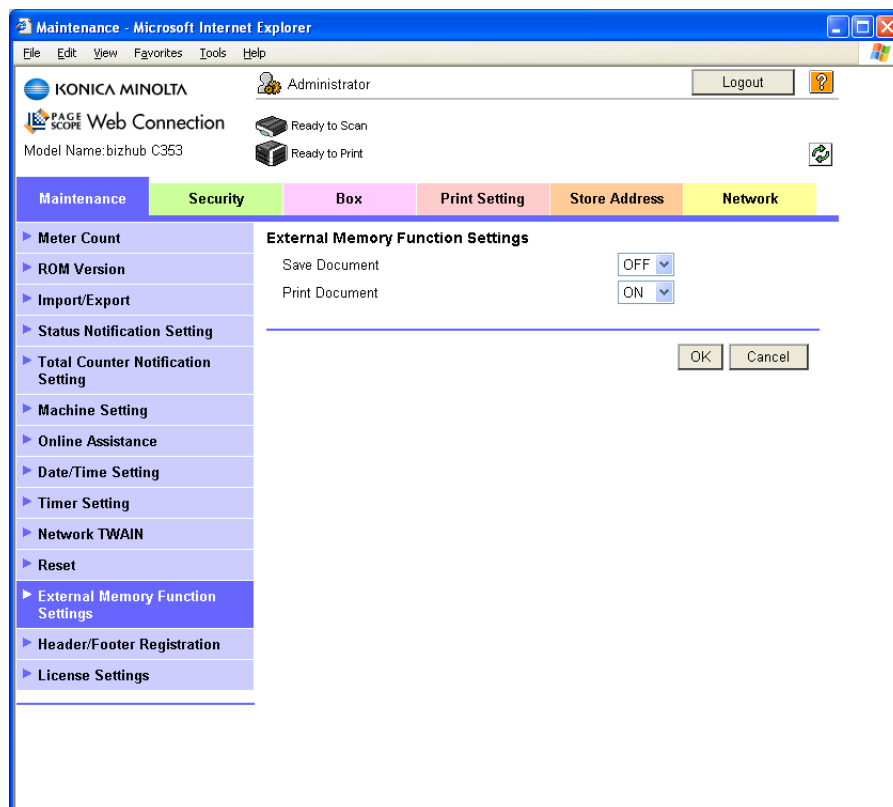 Maintenance - Microsoft Internet Explorer
File Edit View Favorites Tools Help
KONICA MINOLTA
Administrator
Logout
?
PAGE SCOPE Web Connection
Ready to Scan
Model Name:bizhub C353
Ready to Print
Maintenance Security Box Print Setting Store Address Network
Meter Count
ROM Version
Import/Export
Status Notification Setting
Total Counter Notification
Setting
Machine Setting
Online Assistance
Date/Time Setting
Timer Setting
Network TWAIN
Reset
External Memory Function
Settings
Header/Footer Registration
License Settings
External Memory Function Settings
Save Document OFF
Print Document ON
OK Cancel